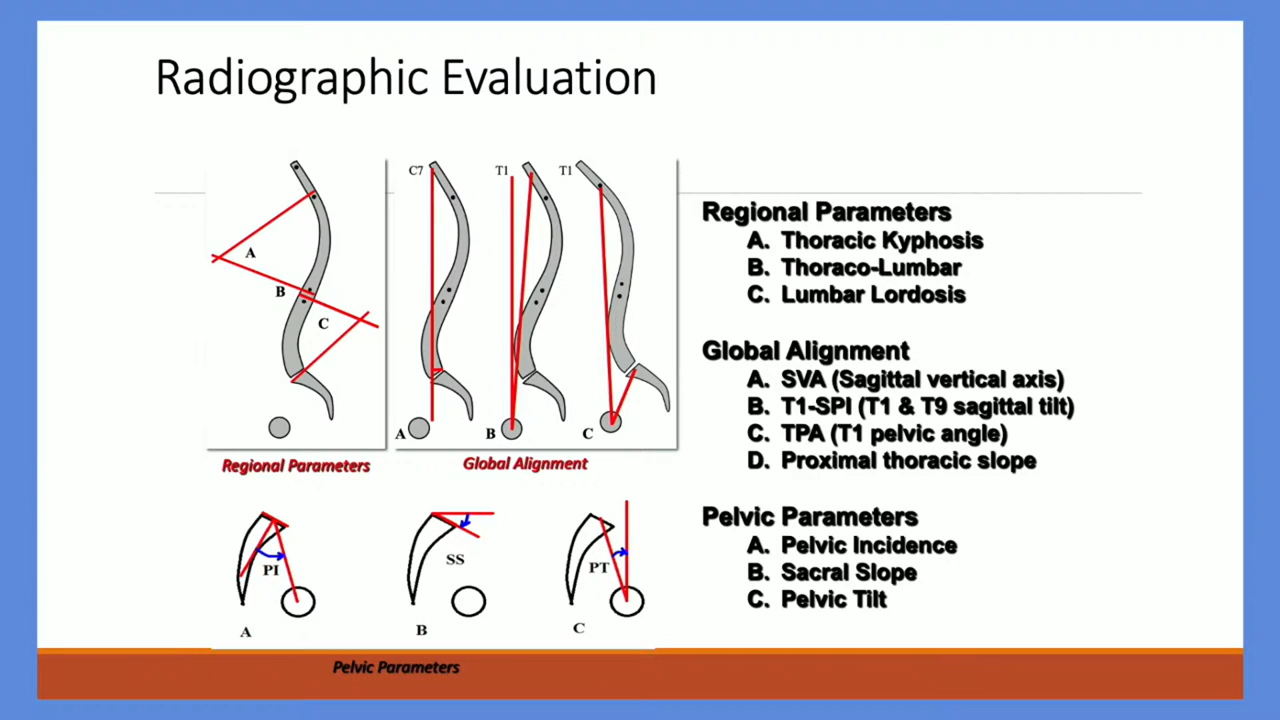 Radiographic Evaluation
C7
T1
T1
A
B
C
A
B
C
Regional Parameters
Global Alignment
PI
SS
PT
A
B
C
Pelvic Parameters
Regional Parameters
A. Thoracic Kyphosis
B. Thoraco-Lumbar
C. Lumbar Lordosis
Global Alignment
A. SVA (Sagittal vertical axis)
B. T1-SPI (T1 & T9 sagittal tilt)
C. TPA (T1 pelvic angle)
D. Proximal thoracic slope
Pelvic Parameters
A. Pelvic Incidence
B. Sacral Slope
C. Pelvic Tilt